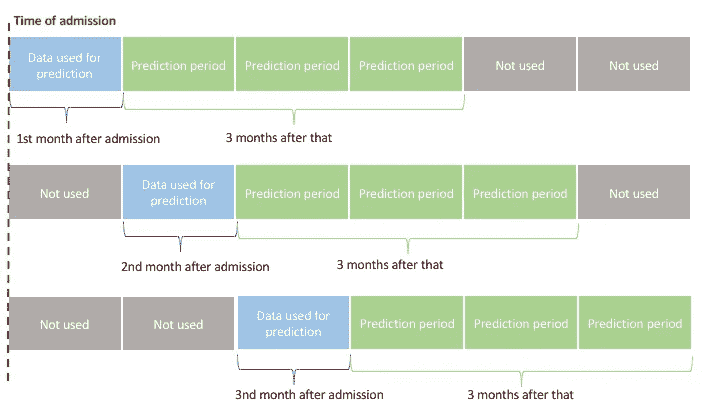 Time of admission
Data used for
prediction
Prediction period
Prediction period
Prediction period
Not used
Not used
1st month after admission
3 months after that
Not used
Data used for
prediction
Prediction period
Prediction period
Prediction period
Not used
2nd month after admission
3 months after that
Not used
Not used
Data used for
prediction
Prediction period
Prediction period
Prediction period
3nd month after admission
3 months after that